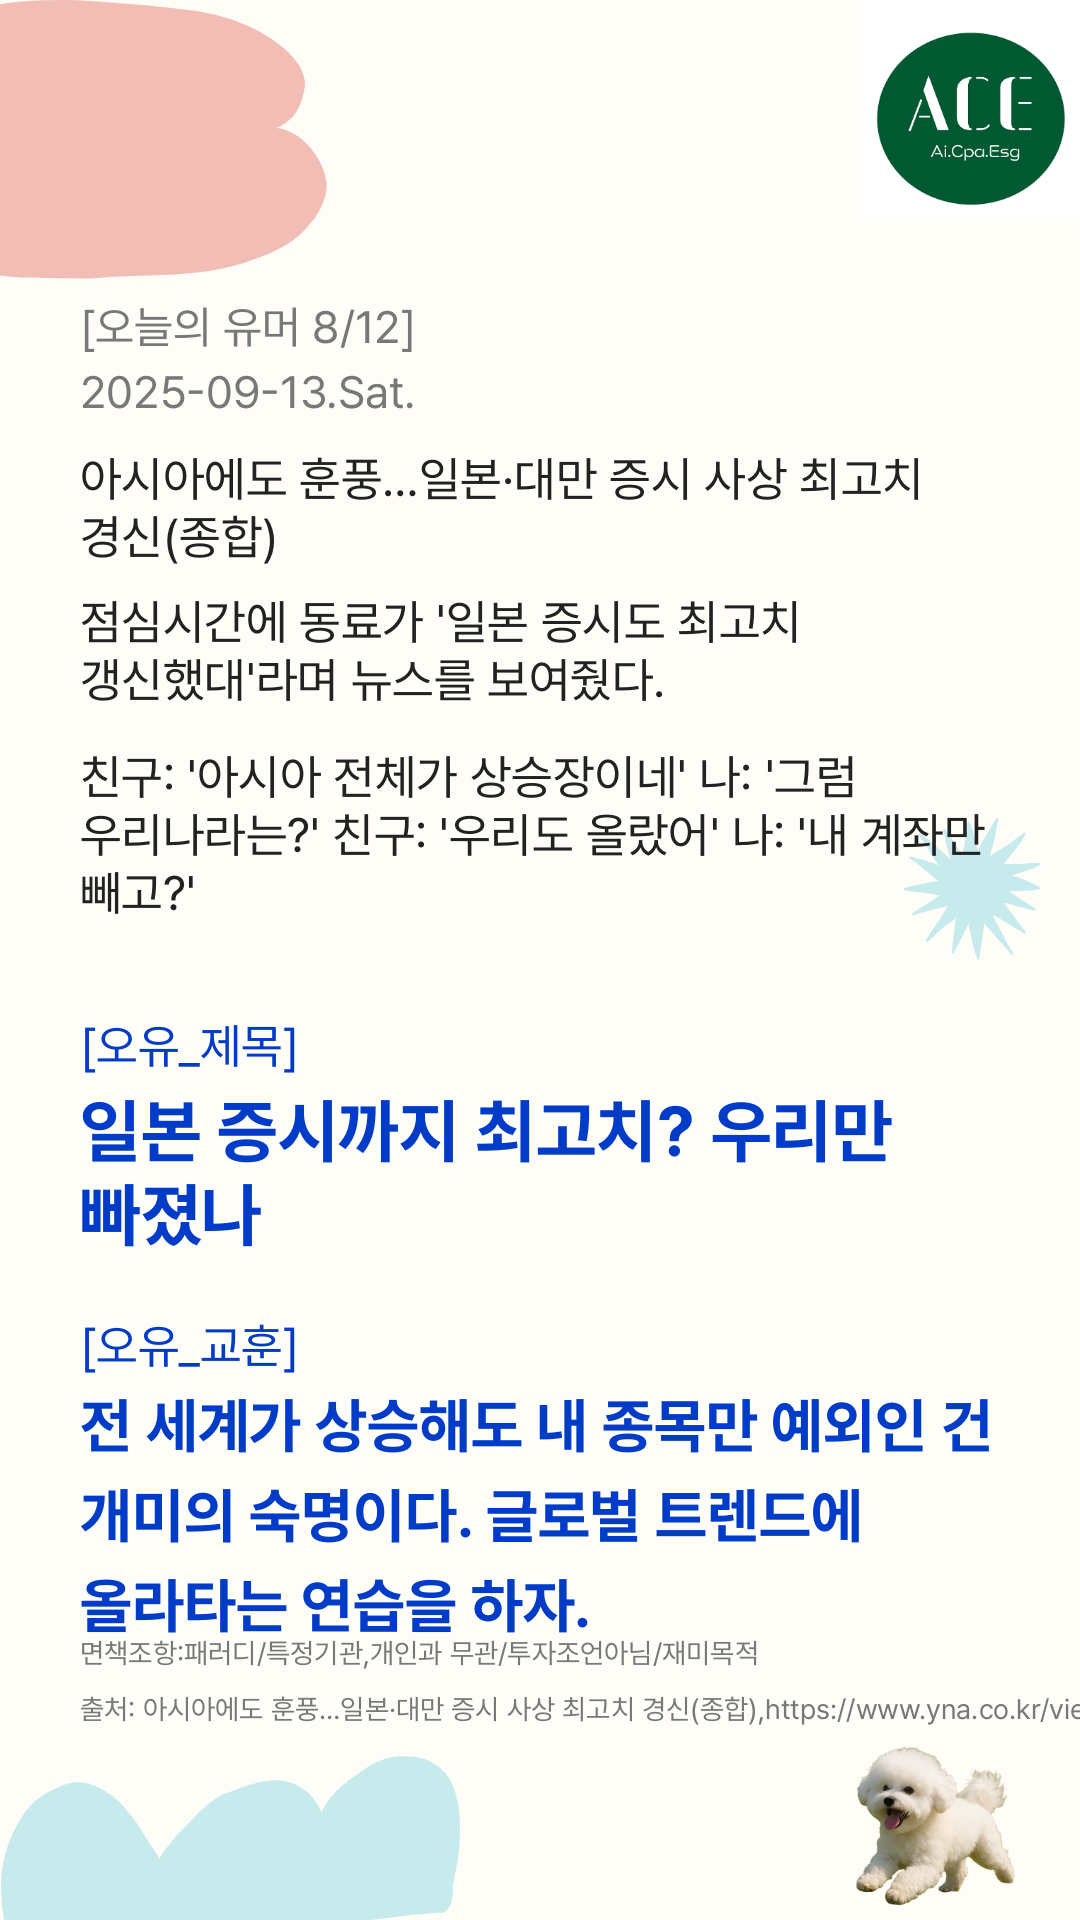 ACE
Ai.Cpa.Esg
[오늘의 유머 8/12]
2025-09-13.Sat.
아시아에도 훈풍…일본·대만 증시 사상 최고치
경신(종합)
점심시간에 동료가 '일본 증시도 최고치
갱신했대'라며 뉴스를 보여줬다.
친구: '아시아 전체가 상승장이네' 나: '그럼
우리나라는?' 친구: '우리도 올랐어' 나: '내 계좌만
빼고?'
[오유_제목]
일본 증시까지 최고치? 우리만
빠졌나
[오유_교훈]
전 세계가 상승해도 내 종목만 예외인 건
개미의 숙명이다. 글로벌 트렌드에
올라타는 연습을 하자.
면책조항:패러디/특정기관,개인과 무관/투자조언아님/재미목적
출처: 아시아에도 훈풍…일본·대만 증시 사상 최고치 경신(종합),https://www.yna.co.kr/vie